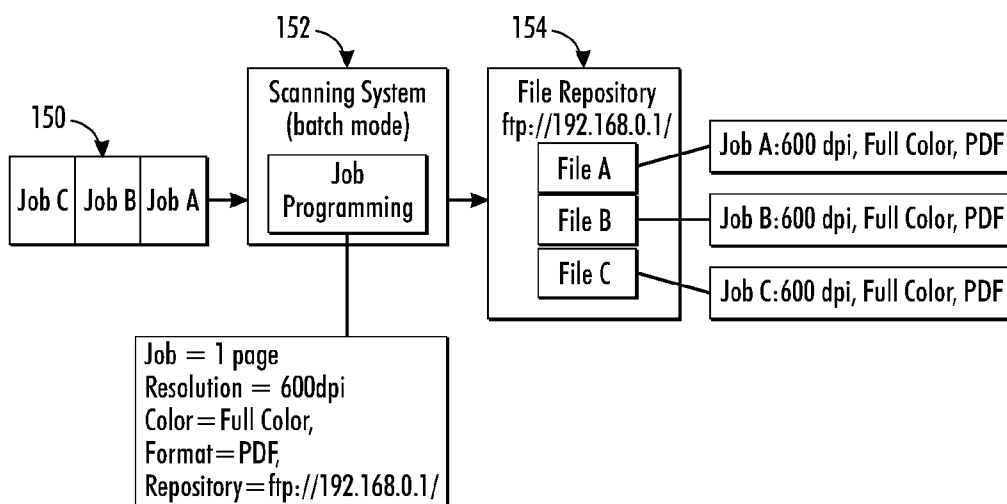 152
154
150
Scanning System
(batch mode)
Job
Programming
File Repository
ftp://192.168.0.1/
File A
File B
File C
Job C
Job B
Job A
Job A:600 dpi, Full Color, PDF
Job B:600 dpi, Full Color, PDF
Job C:600 dpi, Full Color, PDF
Job = 1 page
Resolution = 600dpi
Color=Full Color,
Format=PDF,
Repository=ftp://192.168.0.1/